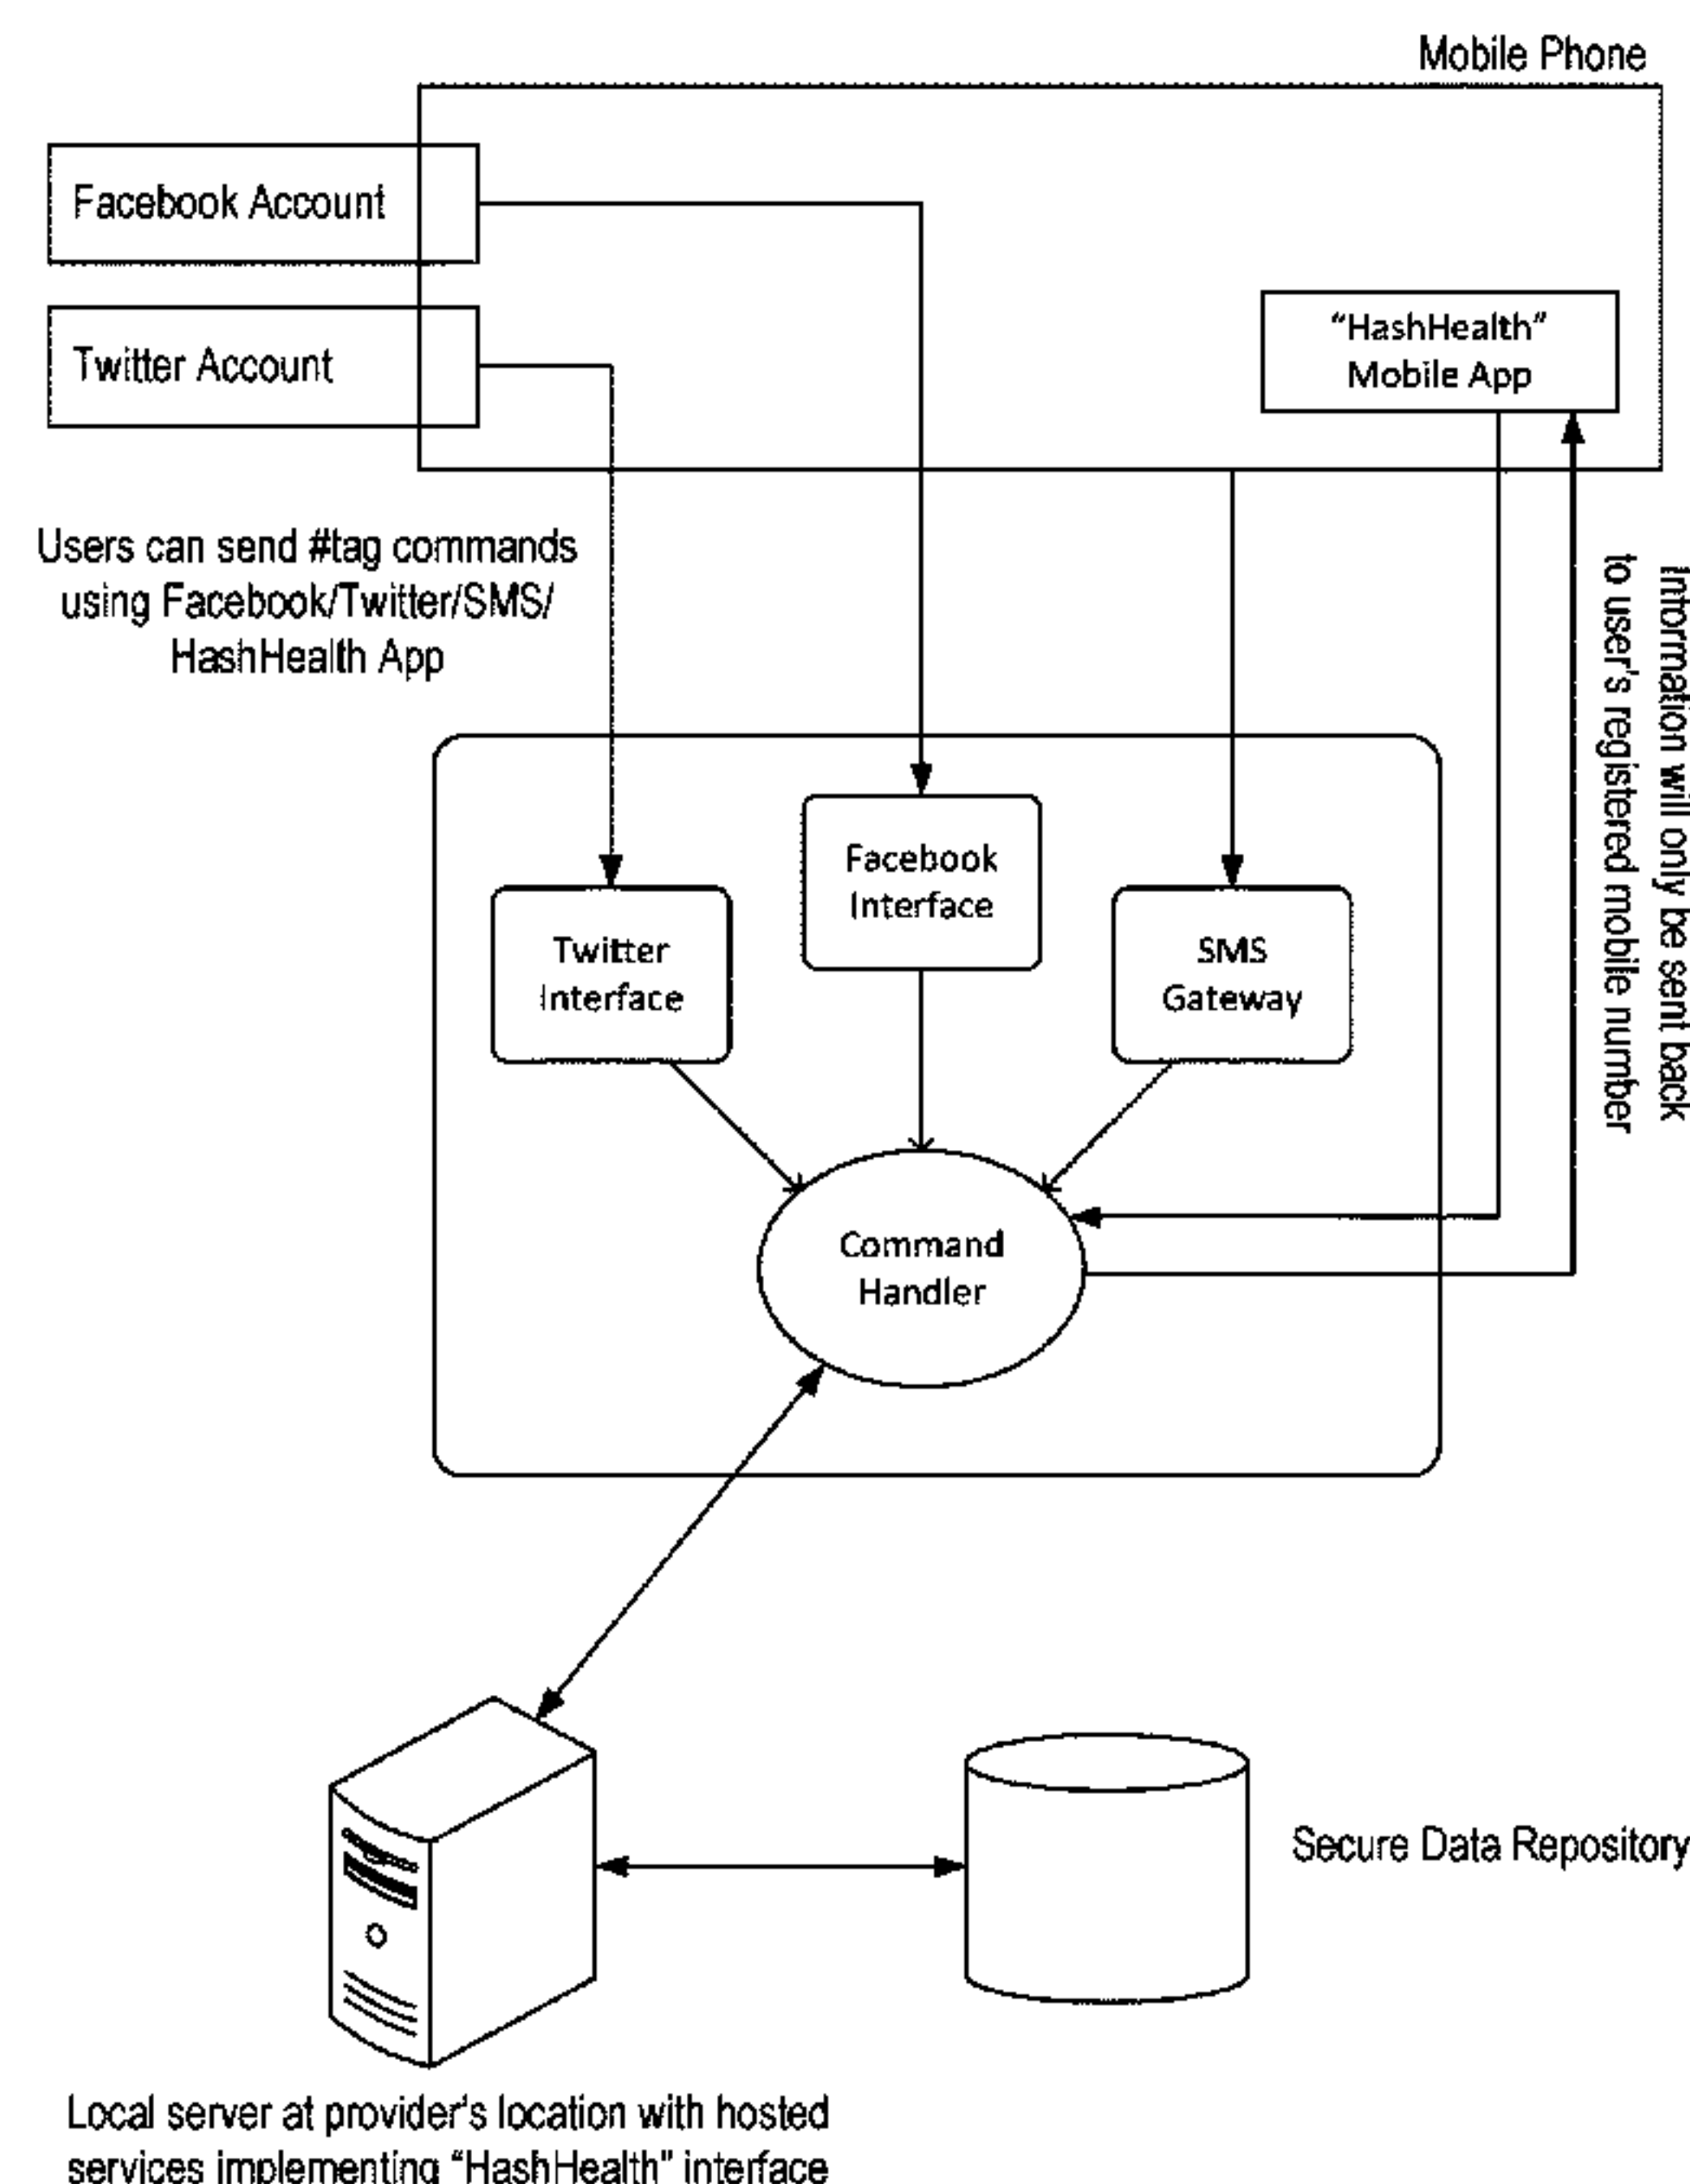 Mobile Phone
Facebook Account
Twitter Account
“HashHealth”
Mobile App
Users can send #tag commands
using Facebook/Twitter/SMS/
HashHealth App
Information will only be sent back
to user's registered mobile number
Facebook
Interface
Twitter
Interface
SMS
Gateway
Command
Handler
Secure Data Repository
Local server at provider's location with hosted
services implementing “HashHealth” interface